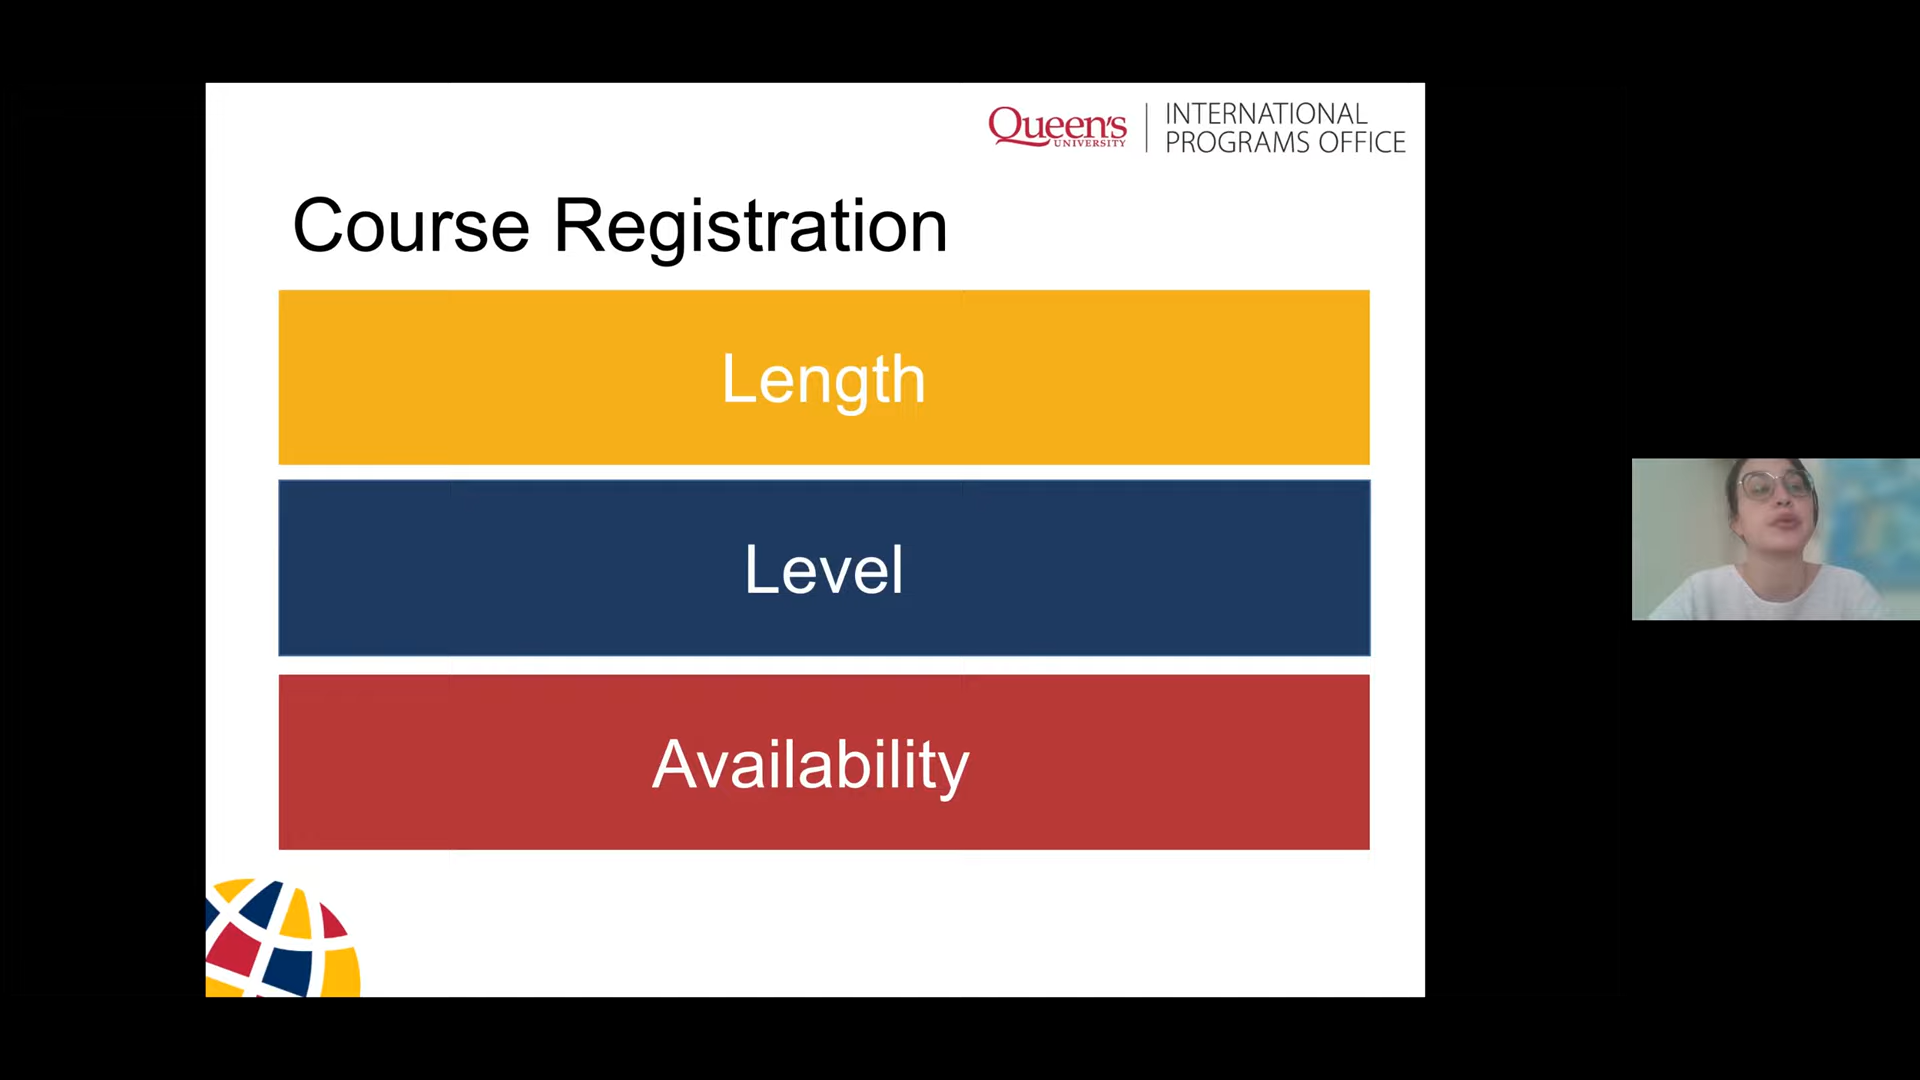 Queen's
UNIVERSITY
INTERNATIONAL
PROGRAMS OFFICE
Course Registration
Length
Level
Availability